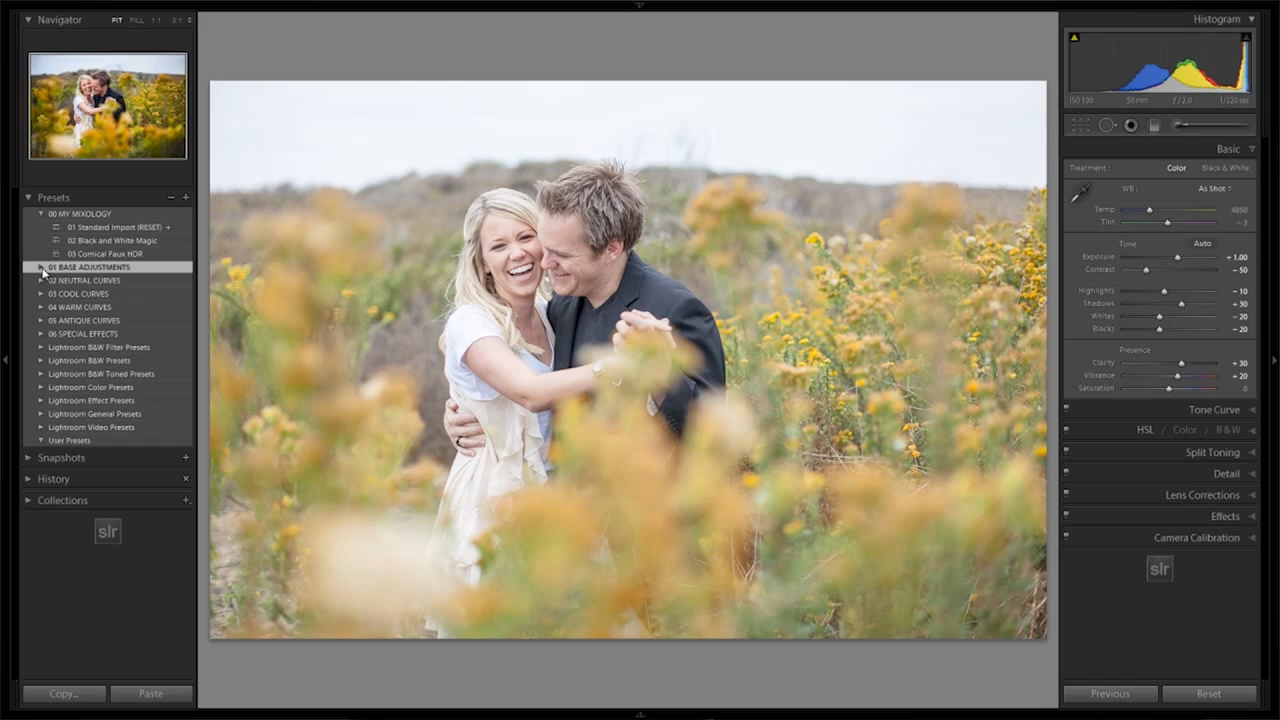 Navigator FIT FILL 1:1 3:1
Presets − +
00 MY MIXOLOGY
01 Standard Import (RESET) +
02 Black and White Magic
03 Comical Faux HDR
01 BASE ADJUSTMENTS
02 NEUTRAL CURVES
03 COOL CURVES
04 WARM CURVES
05 ANTIQUE CURVES
06 SPECIAL EFFECTS
Lightroom B&W Filter Presets
Lightroom B&W Presets
Lightroom B&W Toned Presets
Lightroom Color Presets
Lightroom Effect Presets
Lightroom General Presets
Lightroom Video Presets
User Presets
Snapshots +
History ×
Collections +
slr
Copy... Paste
Histogram
ISO 100 50 mm ƒ / 2.0 1/320 sec
Basic
Treatment : Color Black & White
WB : As Shot
Temp 4850
Tint − 3
Tone Auto
Exposure + 1.00
Contrast − 50
Highlights − 10
Shadows + 30
Whites − 20
Blacks − 20
Presence
Clarity + 30
Vibrance + 20
Saturation 0
Tone Curve
HSL / Color / B & W
Split Toning
Detail
Lens Corrections
Effects
Camera Calibration
slr
Previous Reset